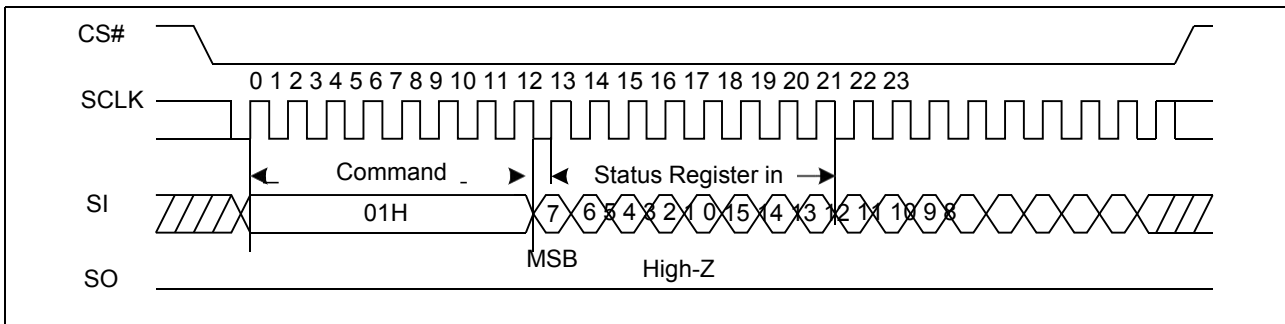 CS#
0 1 2 3 4 5 6 7 8 9 10 11 12 13 14 15 16 17 18 19 20 21 22 23
SCLK
Command
Status Register in
SI
01H
7 6 5 4 3 2 1 0 15 14 13 12 11 10 9 8
MSB
High-Z
SO